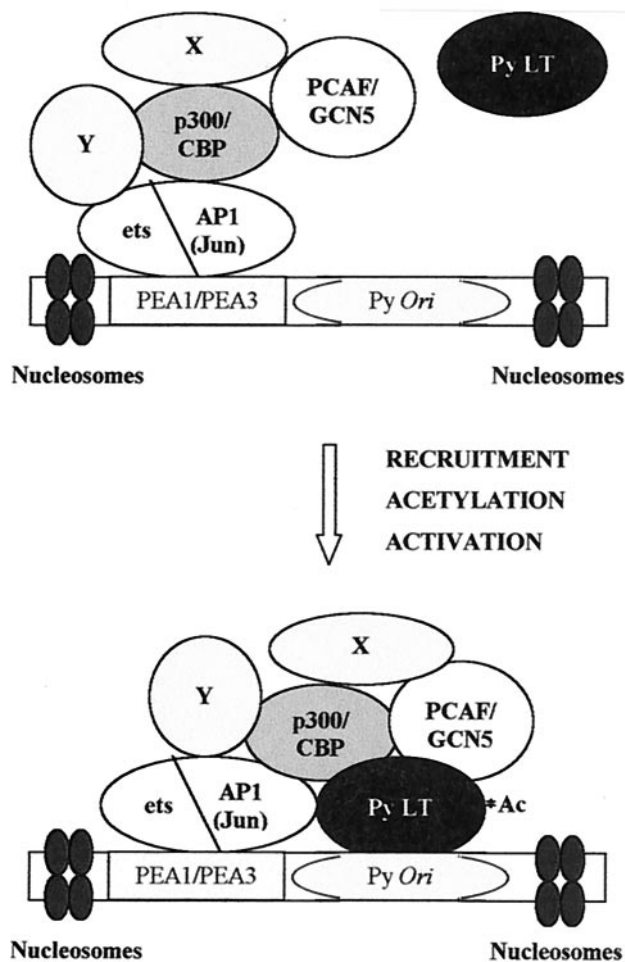 X
Py LT
PCAF/
GCN5
p300/
CBP
Y
ets
AP1
(Jun)
PEA1/PEA3
Py Ori
Nucleosomes
Nucleosomes
RECRUITMENT
ACETYLATION
ACTIVATION
X
Y
p300/
CBP
PCAF/
GCN5
ets
AP1
(Jun)
Py LT
*Ac
PEA1/PEA3
Py Ori
Nucleosomes
Nucleosomes